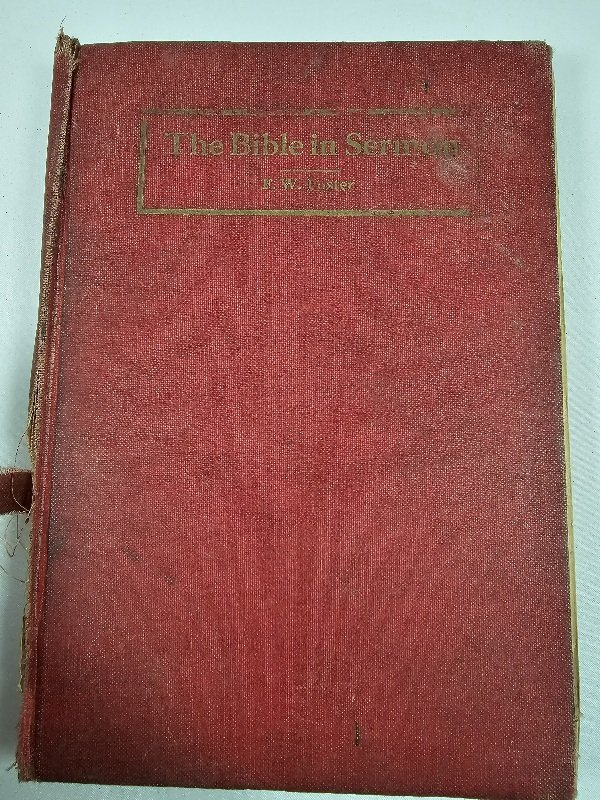 The Bible in Sermon
F. W.